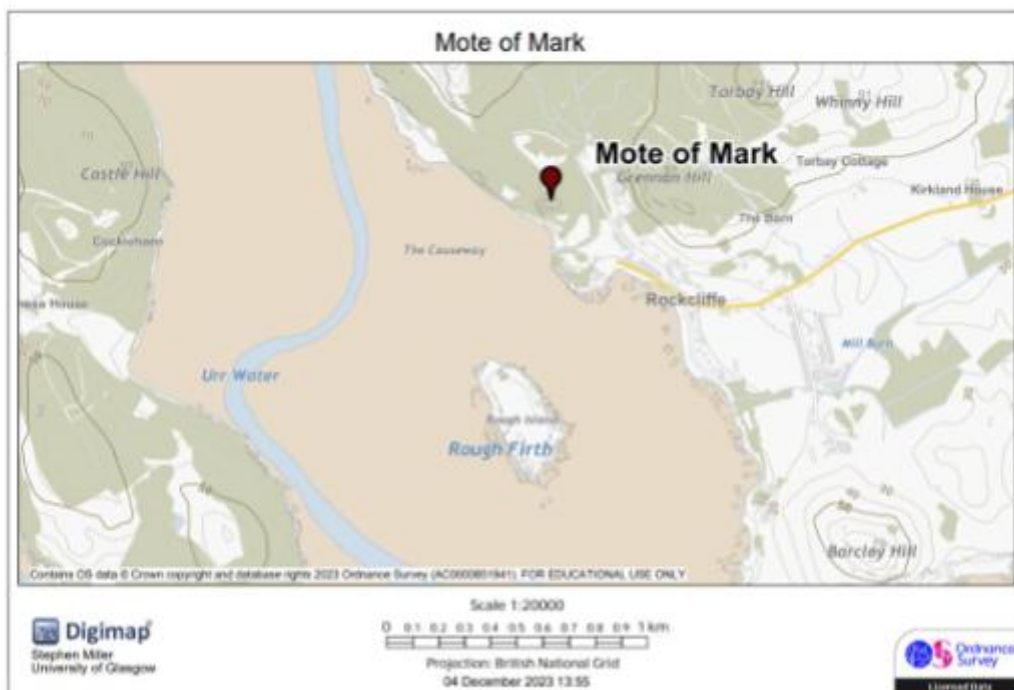 Mote of Mark
Torbay Hill
Whinny Hill
Mote of Mark
Castle Hill
Grennan Hill
Torbay Cottage
Kirkland House
The Barn
The Causeway
Rockcliffe
House
Mill Burn
Urr Water
Rough Island
Rough Firth
Barcley Hill
Contains OS data © Crown copyright and database rights 2023 Ordnance Survey FOR EDUCATIONAL USE ONLY
Scale 1:20000
0 0.1 0.2 0.3 0.4 0.5 0.6 0.7 0.8 0.9 1 km
Digimap
Stephen Miller
University of Glasgow
Projection: British National Grid
04 December 2023 13:55
Ordnance
Survey
Licensed Data